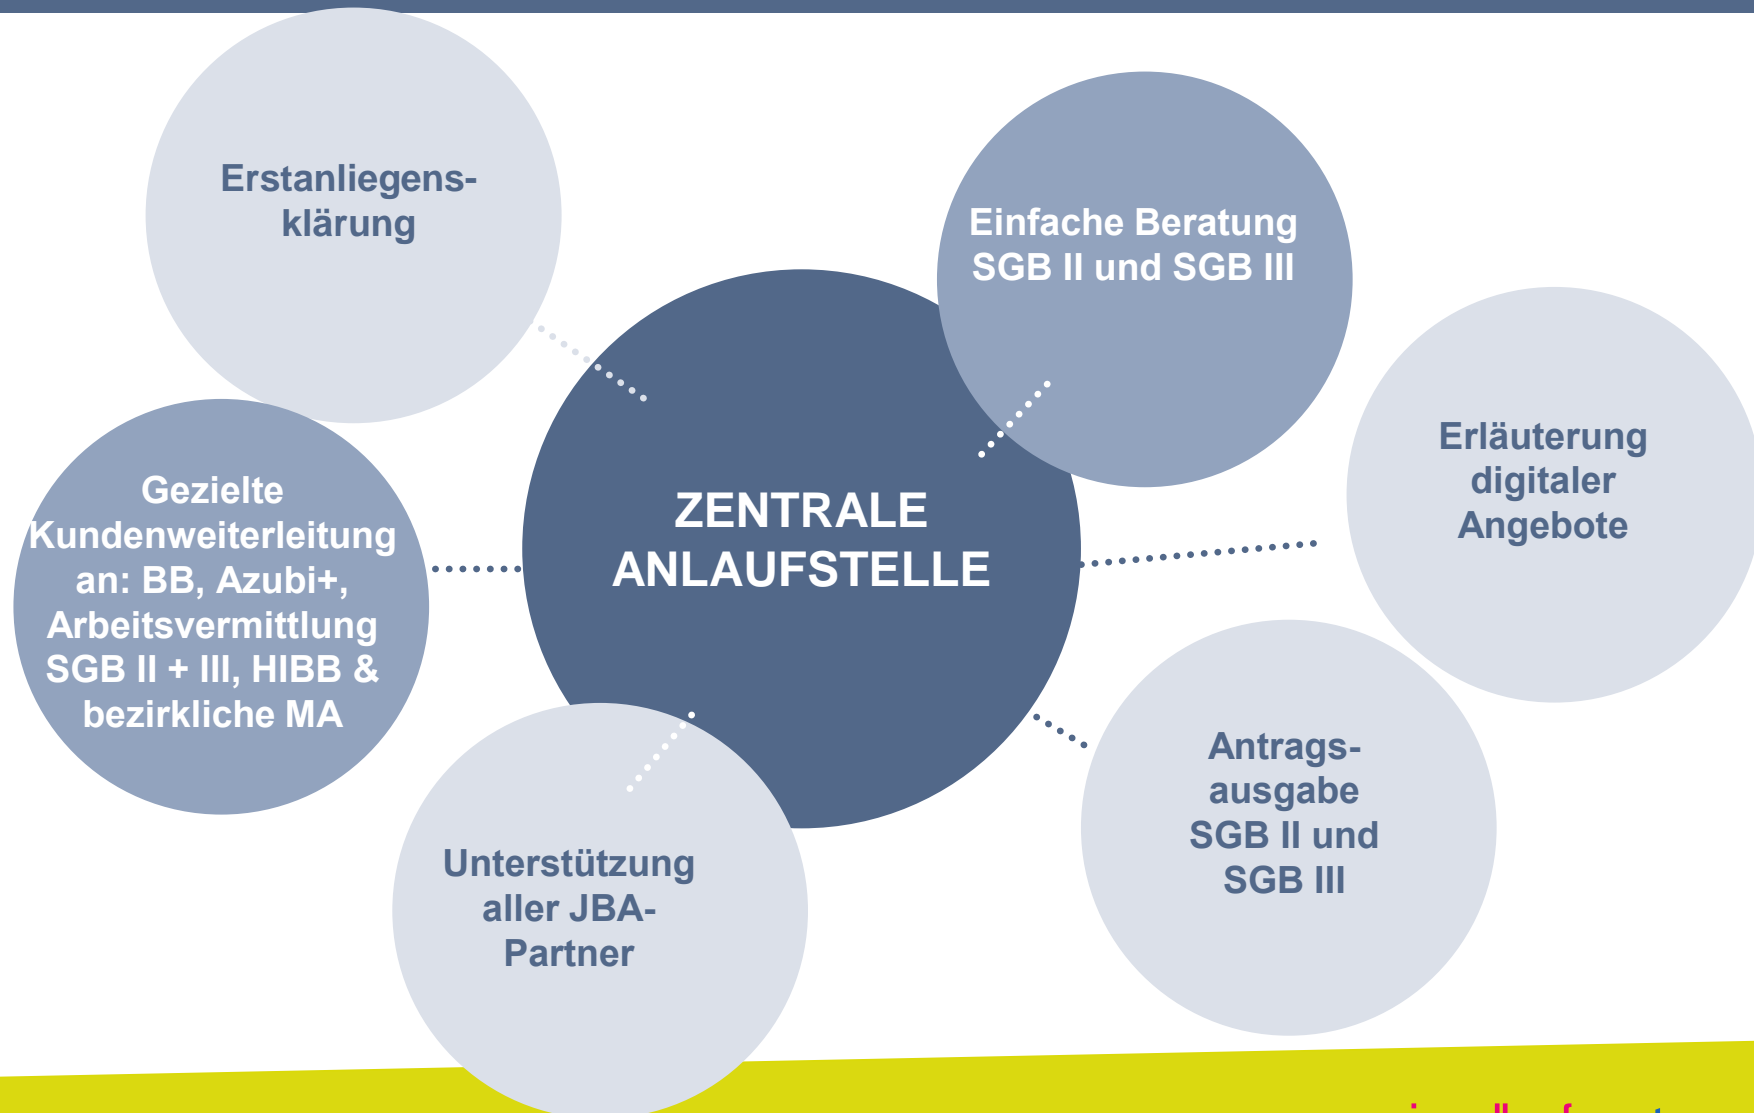 Erstanliegens-
klärung
Einfache Beratung
SGB II und SGB III
Erläuterung
digitaler
Angebote
Gezielte
Kundenweiterleitung
an: BB, Azubi+,
Arbeitsvermittlung
SGB II + III, HIBB &
bezirkliche MA
ZENTRALE
ANLAUFSTELLE
Antrags-
ausgabe
SGB II und
SGB III
Unterstützung
aller JBA-
Partner